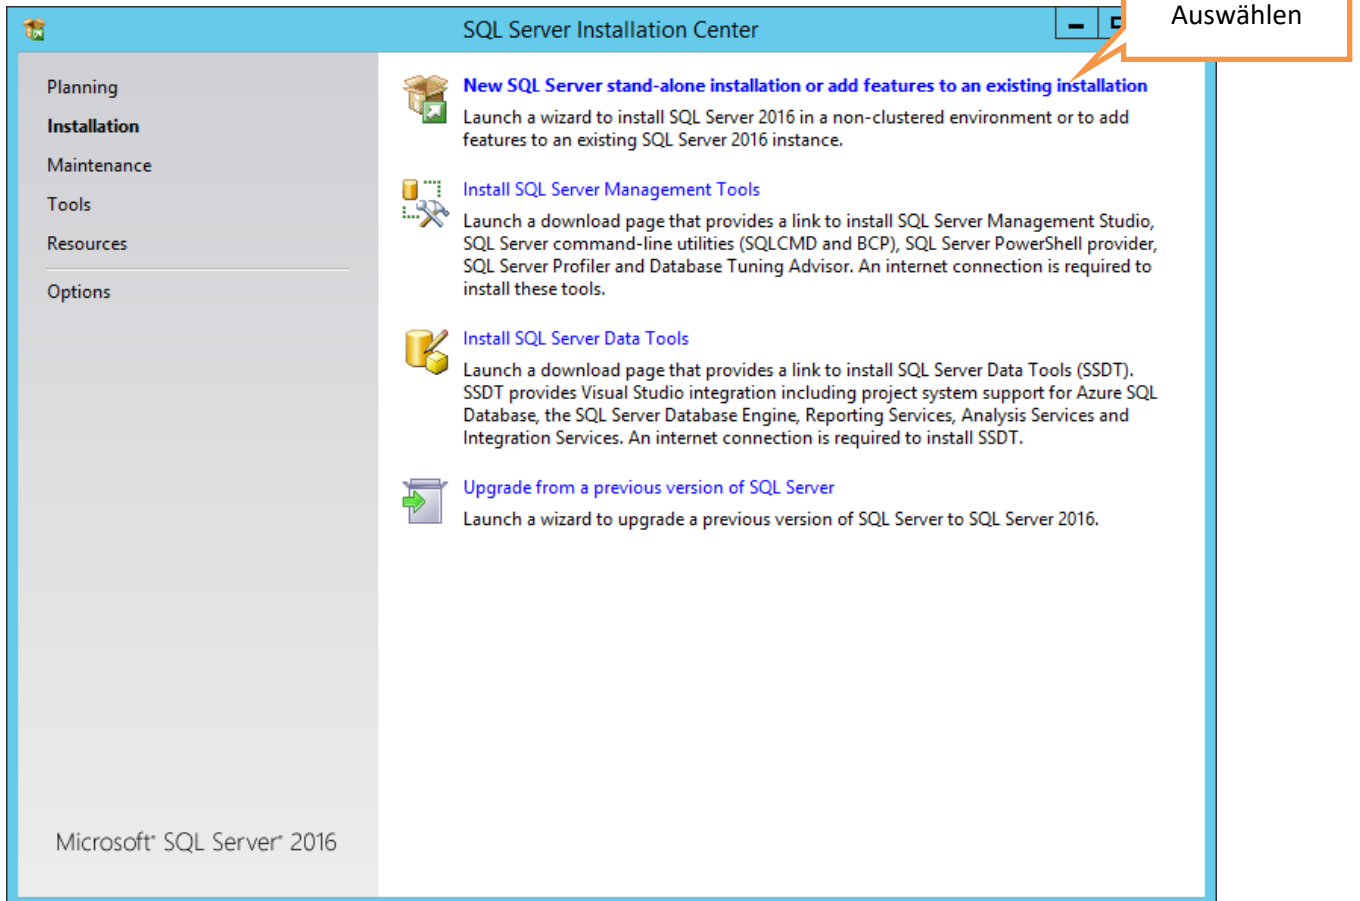 SQL Server Installation Center
Auswählen
Planning
Installation
Maintenance
Tools
Resources
Options
New SQL Server stand-alone installation or add features to an existing installation
Launch a wizard to install SQL Server 2016 in a non-clustered environment or to add
features to an existing SQL Server 2016 instance.
Install SQL Server Management Tools
Launch a download page that provides a link to install SQL Server Management Studio,
SQL Server command-line utilities (SQLCMD and BCP), SQL Server PowerShell provider,
SQL Server Profiler and Database Tuning Advisor. An internet connection is required to
install these tools.
Install SQL Server Data Tools
Launch a download page that provides a link to install SQL Server Data Tools (SSDT).
SSDT provides Visual Studio integration including project system support for Azure SQL
Database, the SQL Server Database Engine, Reporting Services, Analysis Services and
Integration Services. An internet connection is required to install SSDT.
Upgrade from a previous version of SQL Server
Launch a wizard to upgrade a previous version of SQL Server to SQL Server 2016.
Microsoft® SQL Server® 2016